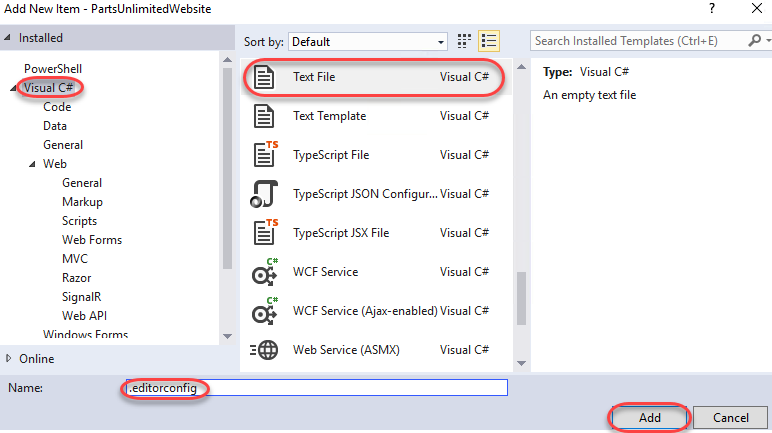 Add New Item - PartsUnlimitedWebsite ?
Installed
PowerShell
Visual C#
Code
Data
General
Web
General
Markup
Scripts
Web Forms
MVC
Razor
SignalR
Web API
Windows Forms
Online
Sort by: Default
Text File Visual C#
Text Template Visual C#
TS
TypeScript File Visual C#
TypeScript JSON Configur... Visual C#
TS
TypeScript JSX File Visual C#
C#
WCF Service Visual C#
C#
WCF Service (Ajax-enabled) Visual C#
Web Service (ASMX) Visual C#
Search Installed Templates (Ctrl+E)
Type: Visual C#
An empty text file
Name: .editorconfig
Add Cancel